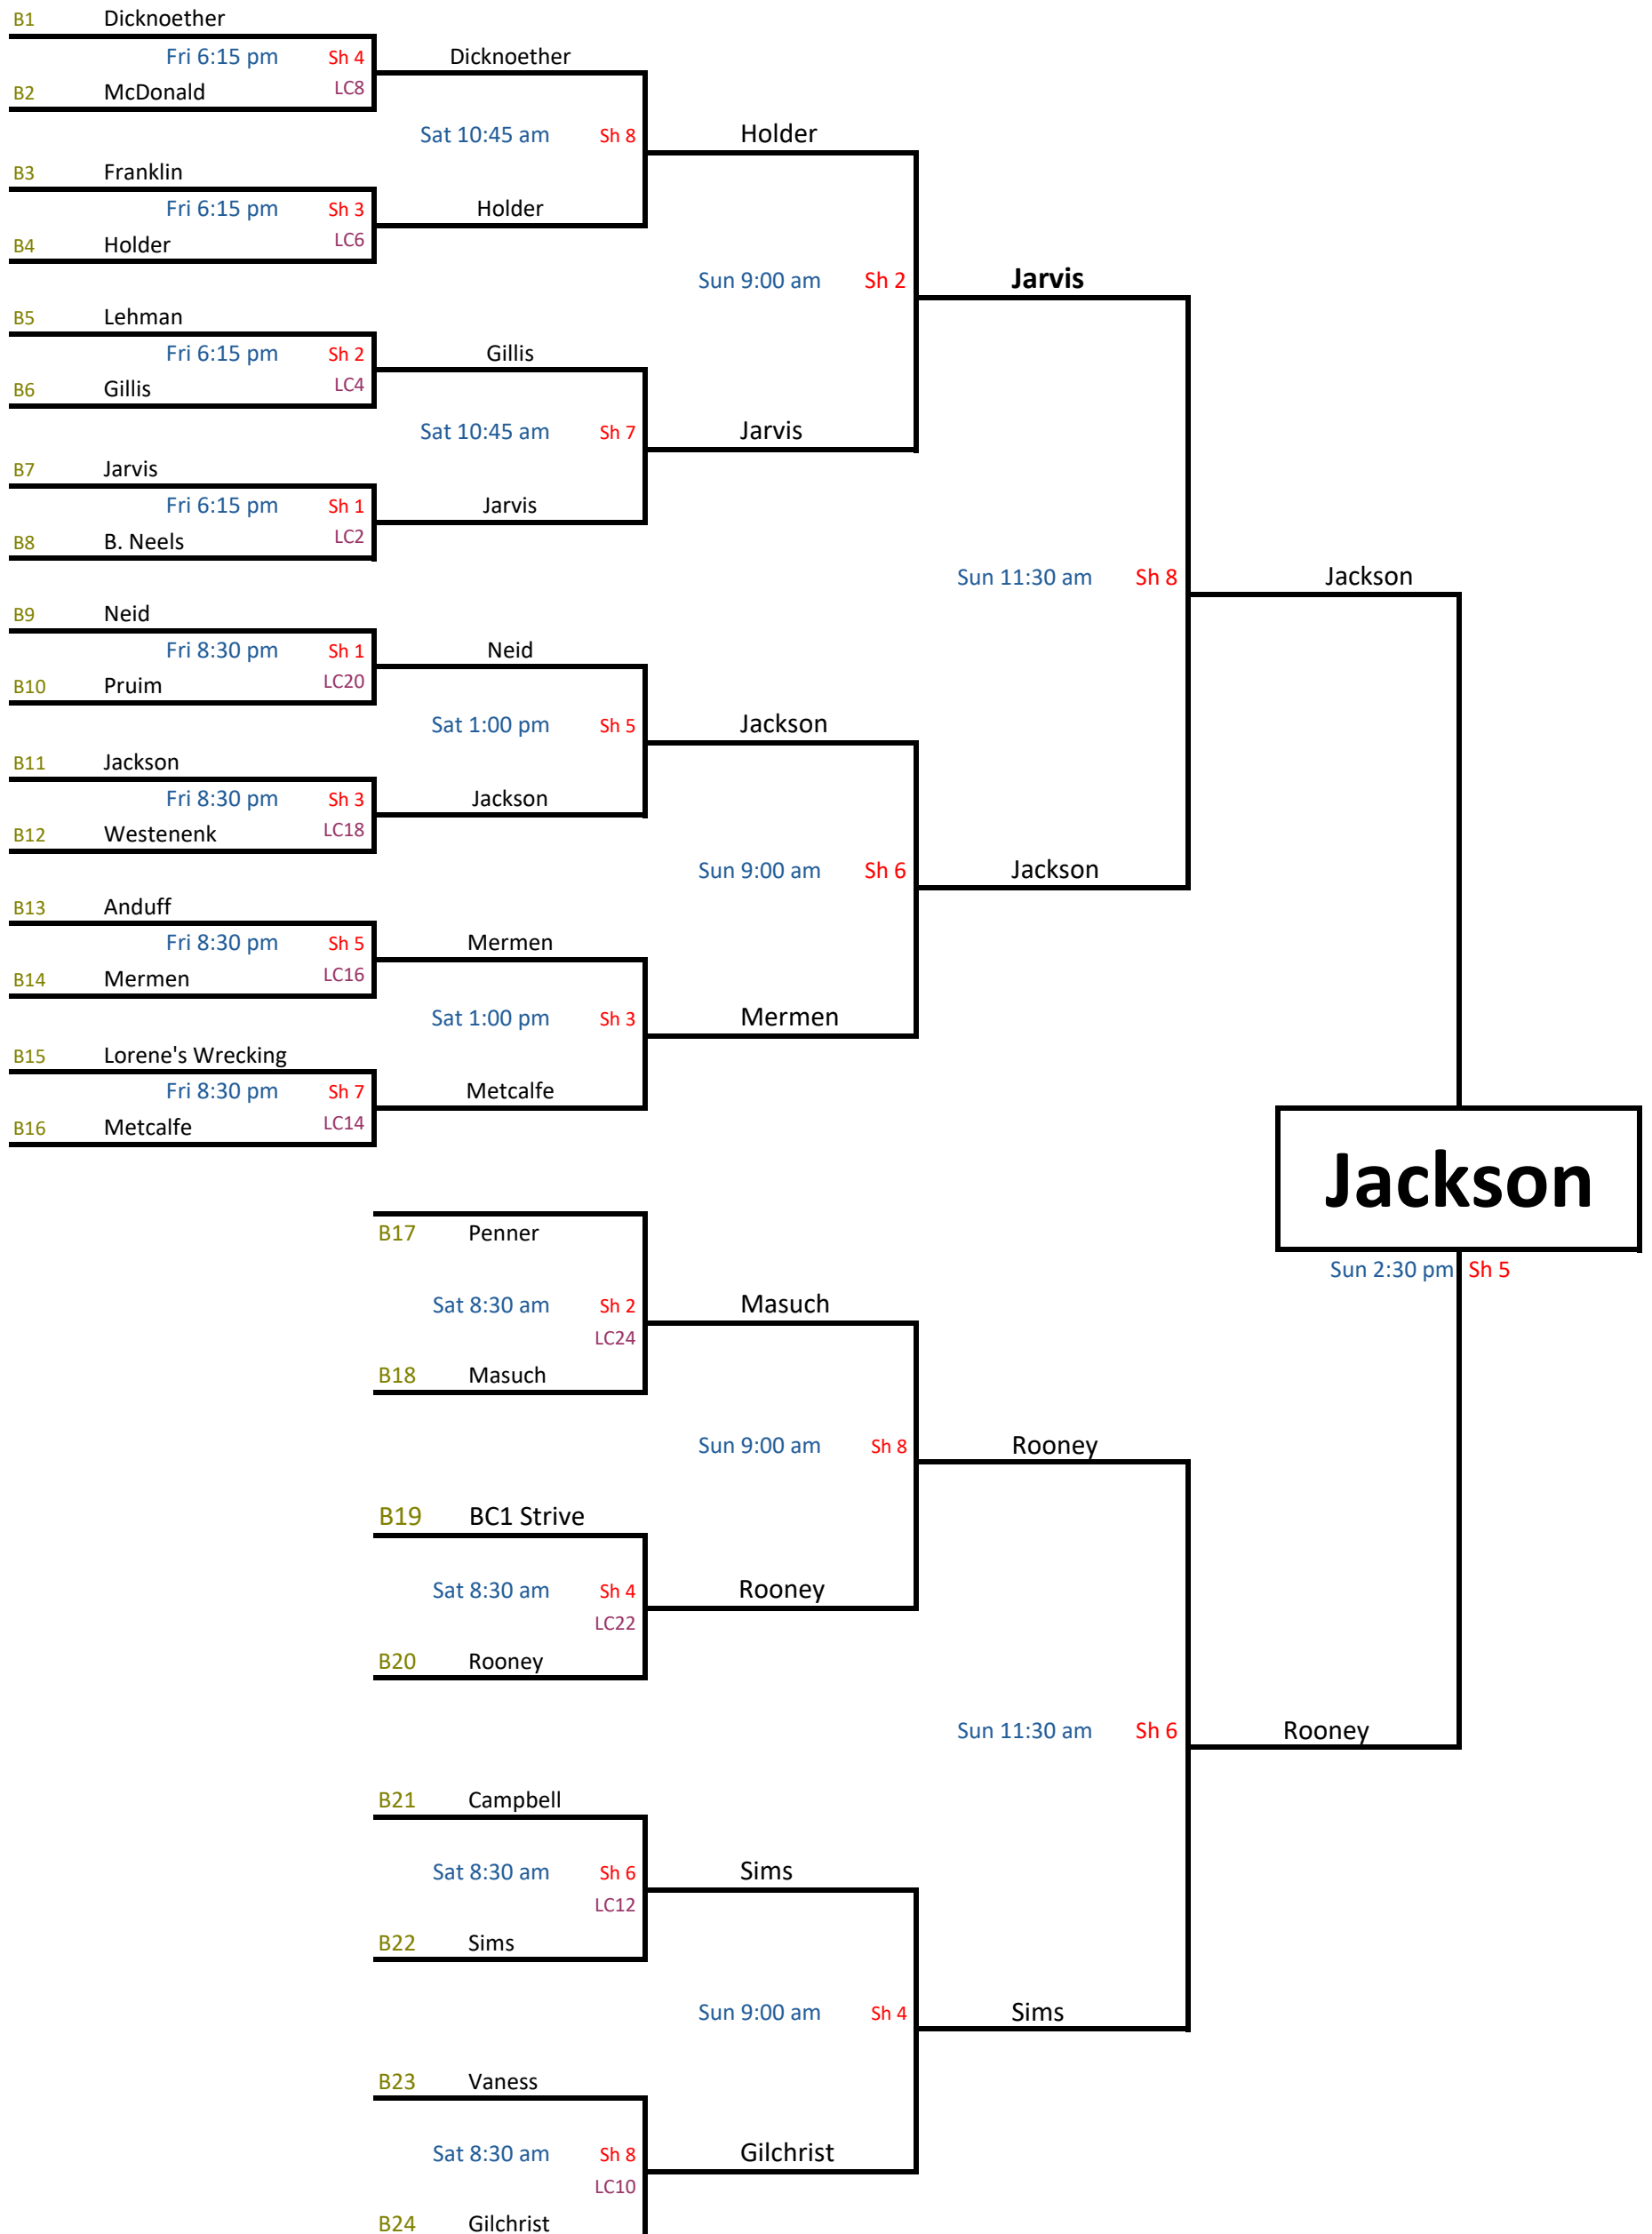 B1 Dicknoether
Fri 6:15 pm Sh 4 Dicknoether
B2 McDonald LC8
Sat 10:45 am Sh 8 Holder
B3 Franklin
Fri 6:15 pm Sh 3 Holder
B4 Holder LC6
Sun 9:00 am Sh 2 Jarvis
B5 Lehman
Fri 6:15 pm Sh 2 Gillis
B6 Gillis LC4
Sat 10:45 am Sh 7 Jarvis
B7 Jarvis
Fri 6:15 pm Sh 1 Jarvis
B8 B. Neels LC2
Sun 11:30 am Sh 8 Jackson
B9 Neid
Fri 8:30 pm Sh 1 Neid
B10 Pruim LC20
Sat 1:00 pm Sh 5 Jackson
B11 Jackson
Fri 8:30 pm Sh 3 Jackson
B12 Westenenk LC18
Sun 9:00 am Sh 6 Jackson
B13 Anduff
Fri 8:30 pm Sh 5 Mermen
B14 Mermen LC16
Sat 1:00 pm Sh 3 Mermen
B15 Lorene's Wrecking
Fri 8:30 pm Sh 7 Metcalfe
B16 Metcalfe LC14
Jackson
B17 Penner
Sun 2:30 pm Sh 5
Sat 8:30 am Sh 2 Masuch
LC24
B18 Masuch
Sun 9:00 am Sh 8 Rooney
B19 BC1 Strive
Sat 8:30 am Sh 4 Rooney
LC22
B20 Rooney
Sun 11:30 am Sh 6 Rooney
B21 Campbell
Sat 8:30 am Sh 6 Sims
LC12
B22 Sims
Sun 9:00 am Sh 4 Sims
B23 Vaness
Sat 8:30 am Sh 8 Gilchrist
LC10
B24 Gilchrist